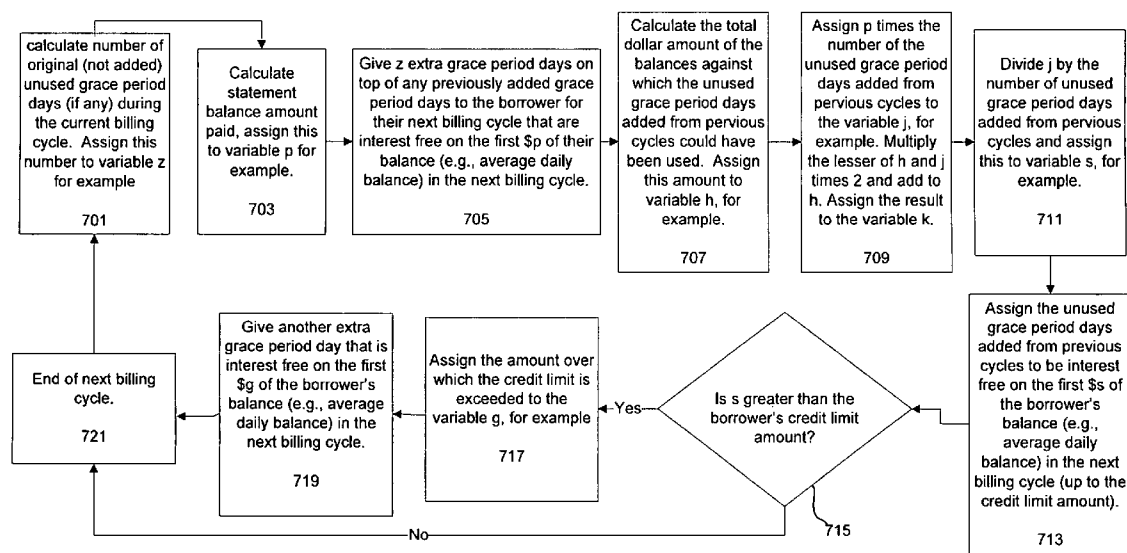 calculate number of
original (not added)
unused grace period
days (if any) during
the current billing
cycle. Assign this
number to variable z
for example
701
Calculate
statement
balance amount
paid, assign this
to variable p for
example.
703
Give z extra grace period days on
top of any previously added grace
period days to the borrower for
their next billing cycle that are
interest free on the first $p of their
balance (e.g., average daily
balance) in the next billing cycle.
705
Calculate the total
dollar amount of the
balances against
which the unused
grace period days
added from pervious
cycles could have
been used. Assign
this amount to
variable h, for
example.
707
Assign p times the
number of the
unused grace period
days added from
pervious cycles to
the variable j, for
example. Multiply
the lesser of h and j
times 2 and add to
h. Assign the result
to the variable k.
709
Divide j by the
number of unused
grace period days
added from pervious
cycles and assign
this to variable s, for
example.
711
Assign the unused
grace period days
added from previous
cycles to be interest
free on the first $s of
the borrower's
balance (e.g.,
average daily
balance) in the next
billing cycle (up to the
credit limit amount).
713
Is s greater than the
borrower's credit limit
amount?
715
Yes
No
Assign the amount over
which the credit limit is
exceeded to the
variable g, for example
717
Give another extra
grace period day that is
interest free on the first
$g of the borrower's
balance (e.g., average
daily balance) in the
next billing cycle.
719
End of next billing
cycle.
721